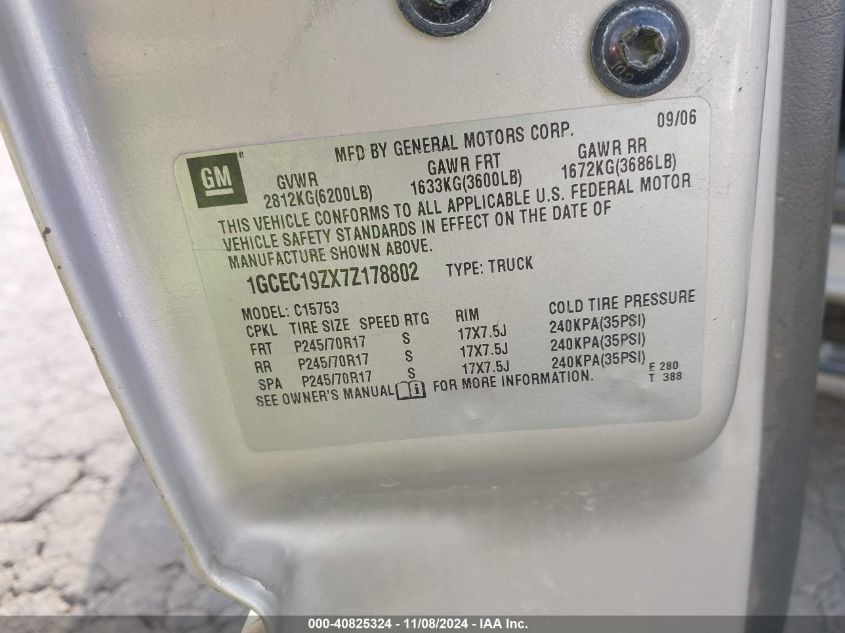 09/06
GM ®
MFD BY GENERAL MOTORS CORP.
GVWR GAWR FRT GAWR RR
2812KG(6200LB) 1633KG(3600LB) 1672KG(3686LB)
THIS VEHICLE CONFORMS TO ALL APPLICABLE U.S. FEDERAL MOTOR
VEHICLE SAFETY STANDARDS IN EFFECT ON THE DATE OF
MANUFACTURE SHOWN ABOVE.
1GCEC19ZX7Z178802 TYPE: TRUCK
MODEL: C15753
CPKL TIRE SIZE SPEED RTG RIM COLD TIRE PRESSURE
FRT P245/70R17 S 17X7.5J 240KPA(35PSI)
RR P245/70R17 S 17X7.5J 240KPA(35PSI)
SPA P245/70R17 S 17X7.5J 240KPA(35PSI)
SEE OWNER'S MANUAL FOR MORE INFORMATION.
E 280
T 388
000-40825324 - 11/08/2024 - IAA Inc.